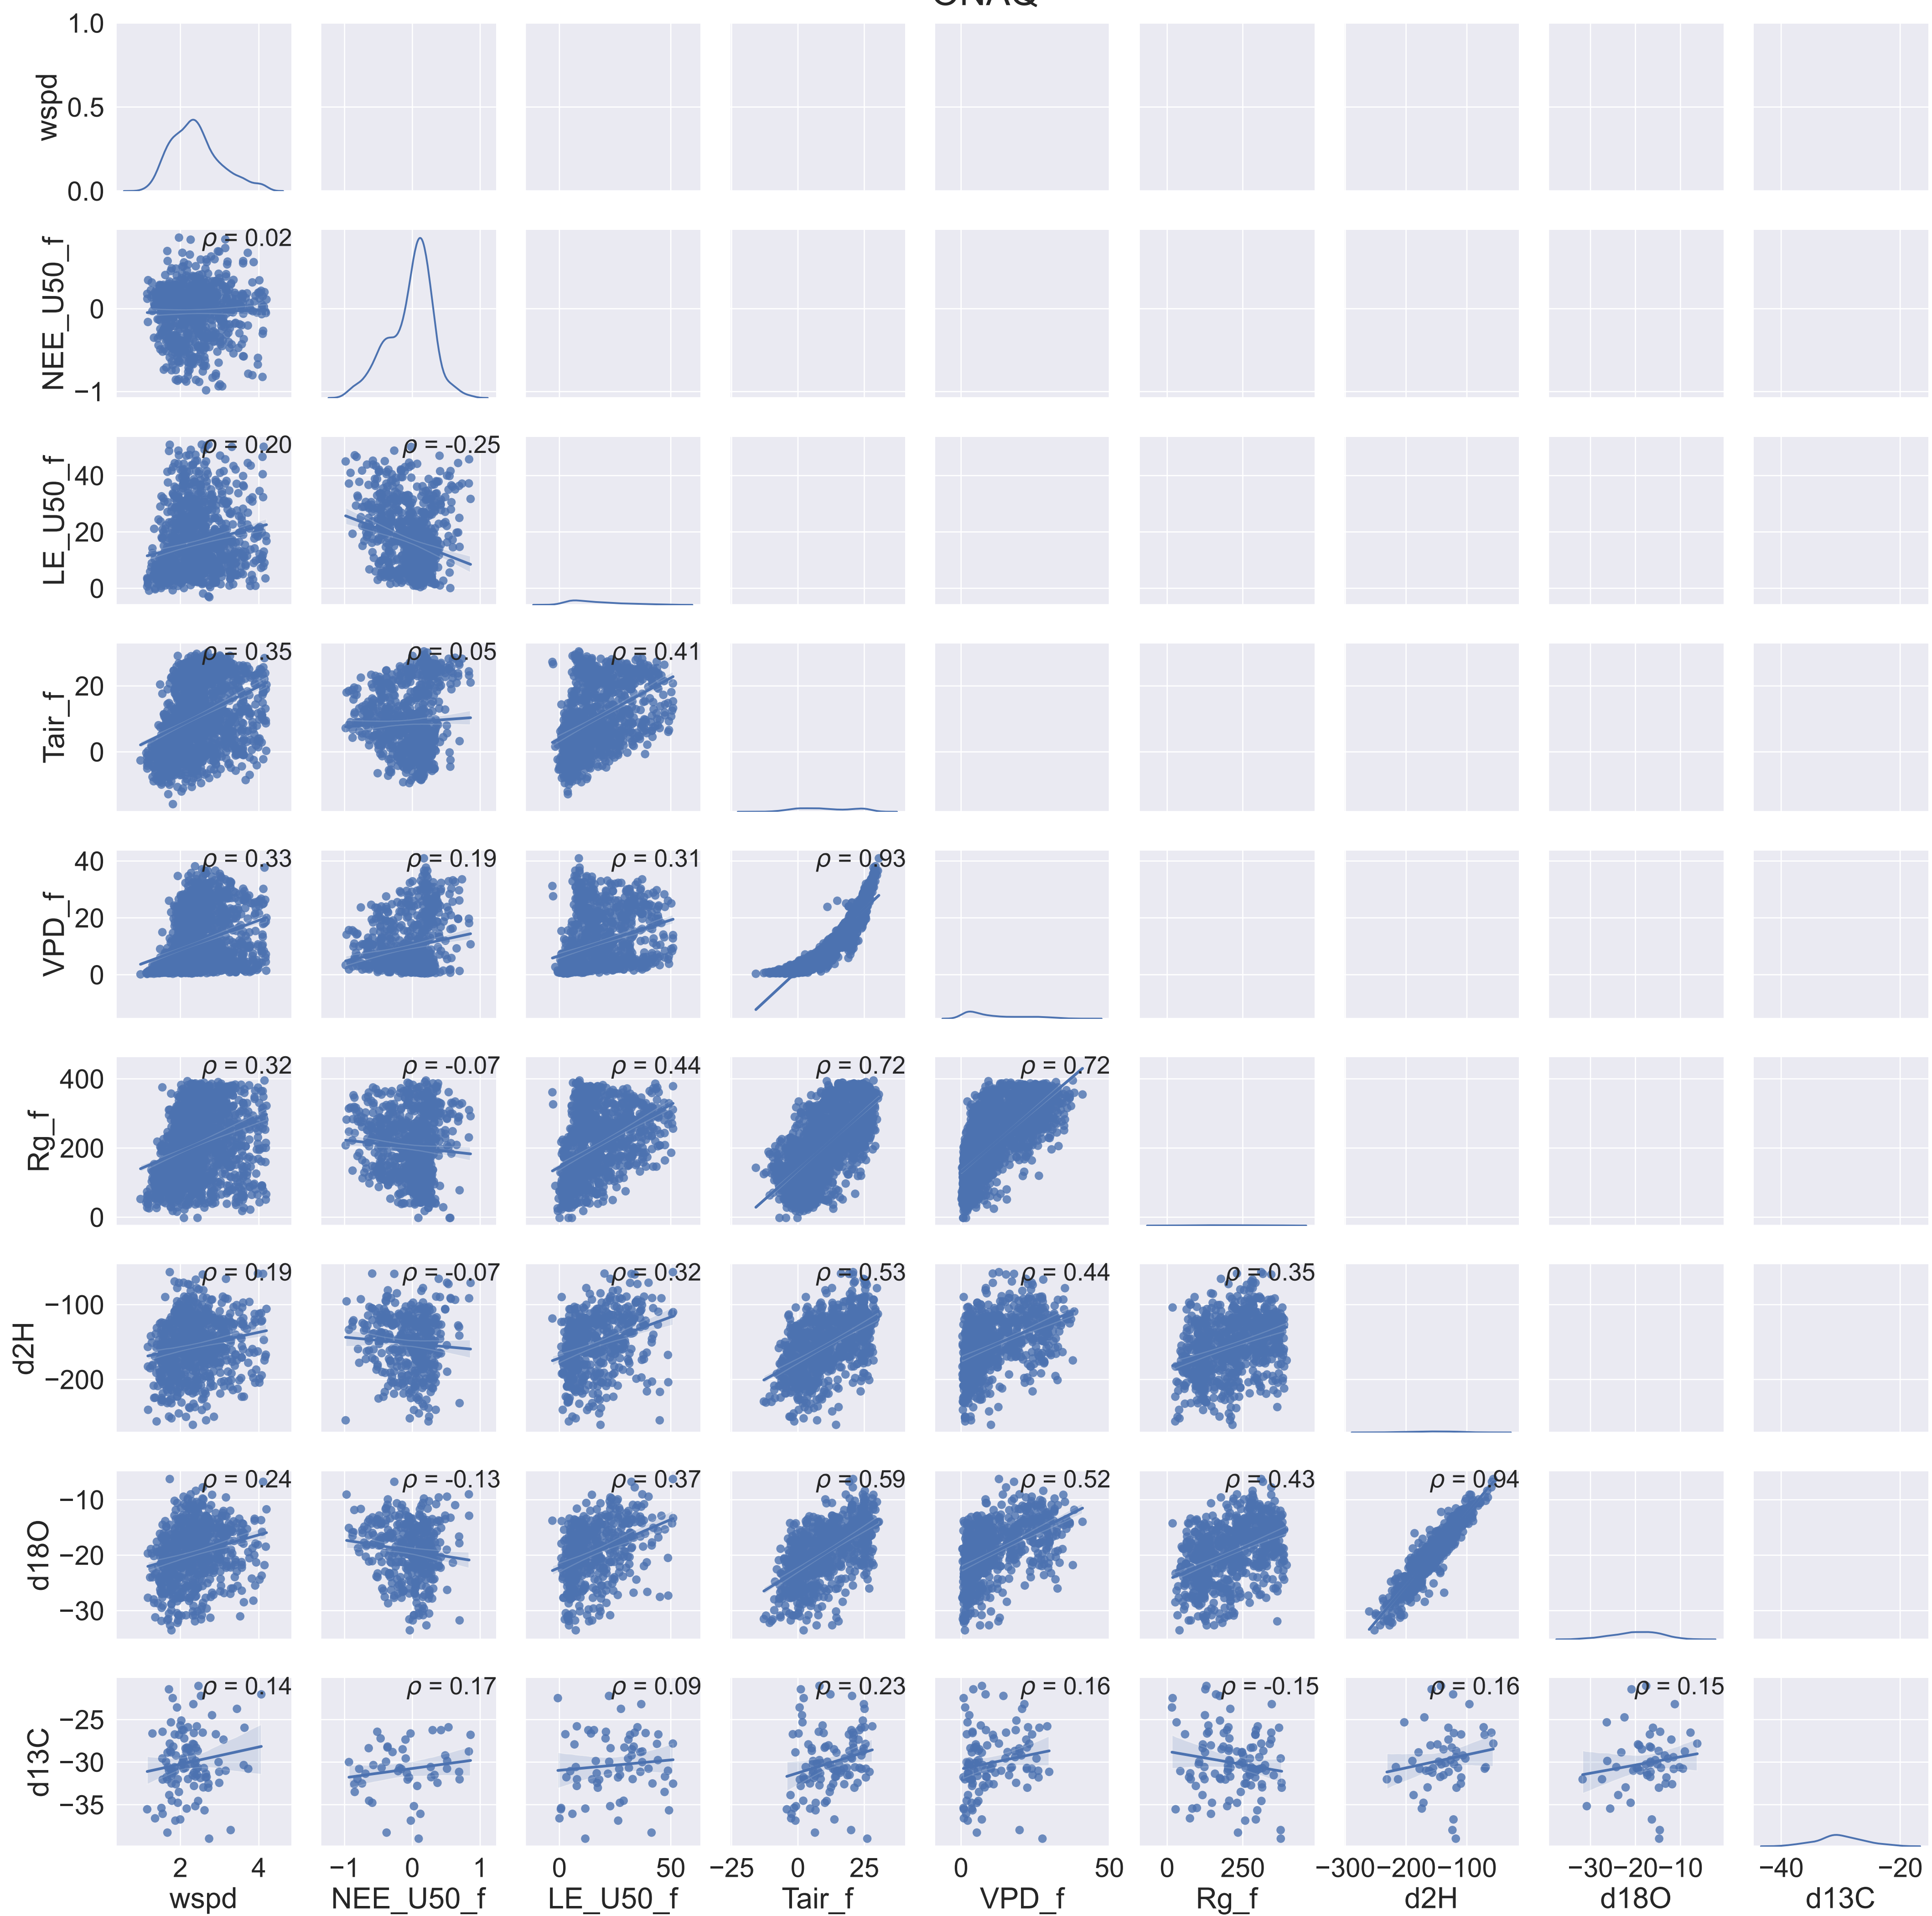 ONAQ
1.0
0.5
0.0
wspd
ρ = 0.02
0
−1
NEE_U50_f
ρ = 0.20
ρ = -0.25
40
20
0
LE_U50_f
ρ = 0.35
ρ = 0.05
ρ = 0.41
20
0
Tair_f
ρ = 0.33
ρ = 0.19
ρ = 0.31
ρ = 0.93
40
20
0
VPD_f
ρ = 0.32
ρ = -0.07
ρ = 0.44
ρ = 0.72
ρ = 0.72
400
200
0
Rg_f
ρ = 0.19
ρ = -0.07
ρ = 0.32
ρ = 0.53
ρ = 0.44
ρ = 0.35
−100
−200
d2H
ρ = 0.24
ρ = -0.13
ρ = 0.37
ρ = 0.59
ρ = 0.52
ρ = 0.43
ρ = 0.94
−10
−20
−30
d18O
ρ = 0.14
ρ = 0.17
ρ = 0.09
ρ = 0.23
ρ = 0.16
ρ = -0.15
ρ = 0.16
ρ = 0.15
−25
−30
−35
d13C
2 4
−1 0 1
0 50
−25 0 25
0 50
0 250
−300 −200 −100
−30 −20 −10
−40 −20
wspd
NEE_U50_f
LE_U50_f
Tair_f
VPD_f
Rg_f
d2H
d18O
d13C